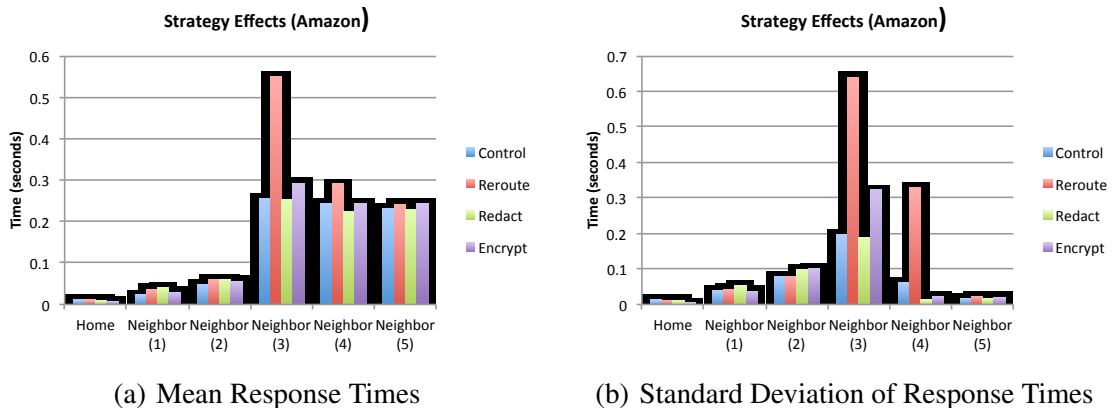 Strategy Effects (Amazon)
0.6
0.5
0.4
0.3
0.2
0.1
0
Time (seconds)
Home
Neighbor (1)
Neighbor (2)
Neighbor (3)
Neighbor (4)
Neighbor (5)
Control
Reroute
Redact
Encrypt
(a) Mean Response Times
Strategy Effects (Amazon)
0.7
0.6
0.5
0.4
0.3
0.2
0.1
0
Time (seconds)
Home
Neighbor (1)
Neighbor (2)
Neighbor (3)
Neighbor (4)
Neighbor (5)
Control
Reroute
Redact
Encrypt
(b) Standard Deviation of Response Times